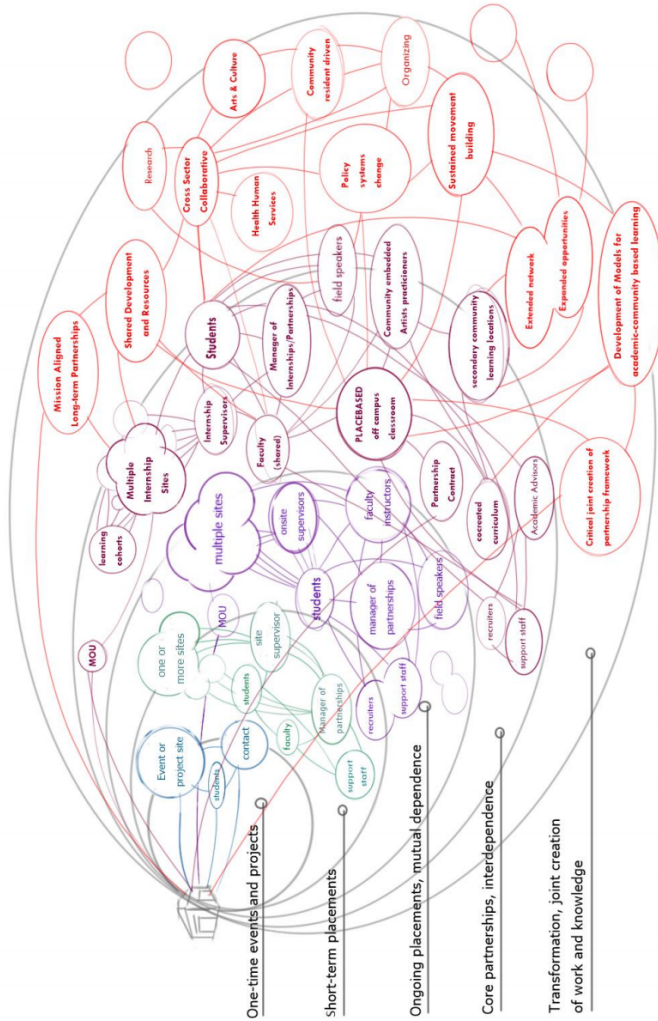 One-time events and projects
Short-term placements
Ongoing placements, mutual dependence
Core partnerships, interdependence
Transformation, joint creation
of work and knowledge
Event or
project site
students
contact
one or
more sites
MOU
site
supervisor
students
faculty
Manager of
partnerships
support
staff
MOU
multiple sites
onsite
supervisors
students
faculty
instructors
manager of
partnerships
field speakers
recruiters
support staff
learning
cohorts
Multiple
Internship
Sites
Internship
Supervisors
Students
Manager of
Internships/Partnerships
Faculty
(shared)
field speakers
Community embedded
Artists practicioners
PLACEBASED
off campus
classroom
secondary community
learning locations
Partnership
Contract
cocreated
curriculum
Academic Advisors
recruiters
support staff
Mission Aligned
Long-term Partnerships
Shared Development
and Resources
Research
Cross Sector
Collaborative
Arts & Culture
Health Human
Services
Community
resident driven
Policy
systems
change
Organizing
Sustained movement
building
Extended network
Expanded opportunities
Development of Models for
academic-community based learning
Critical joint creation of
partnership framework